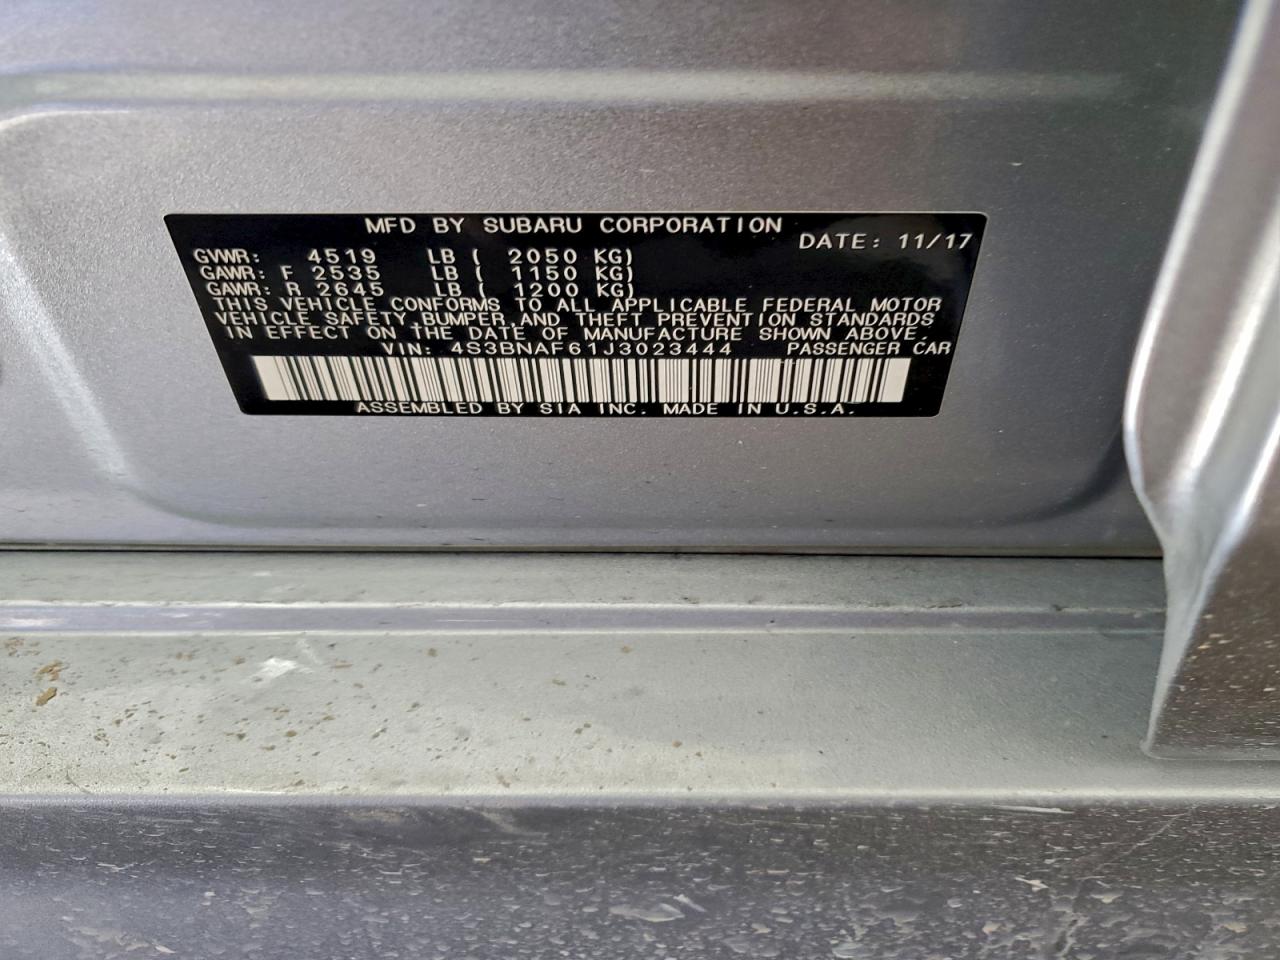 MFD BY SUBARU CORPORATION
DATE: 11/17
GVWR: 4519 LB ( 2050 KG)
GAWR: F 2535 LB ( 1150 KG)
GAWR: R 2645 LB ( 1200 KG)
THIS VEHICLE CONFORMS TO ALL APPLICABLE FEDERAL MOTOR
VEHICLE SAFETY, BUMPER, AND THEFT PREVENTION STANDARDS
IN EFFECT ON THE DATE OF MANUFACTURE SHOWN ABOVE.
VIN: 4S3BNAF61J3023444 PASSENGER CAR
ASSEMBLED BY SIA INC. MADE IN U.S.A.